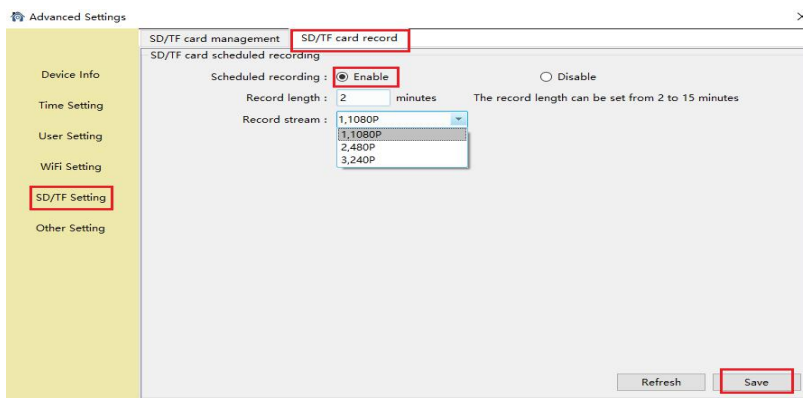 Advanced Settings
SD/TF card management SD/TF card record
SD/TF card scheduled recording
Device Info
Scheduled recording : Enable Disable
Time Setting
Record length : 2 minutes The record length can be set from 2 to 15 minutes
Record stream : 1,1080P
1,1080P
2,480P
3,240P
User Setting
WiFi Setting
SD/TF Setting
Other Setting
Refresh Save